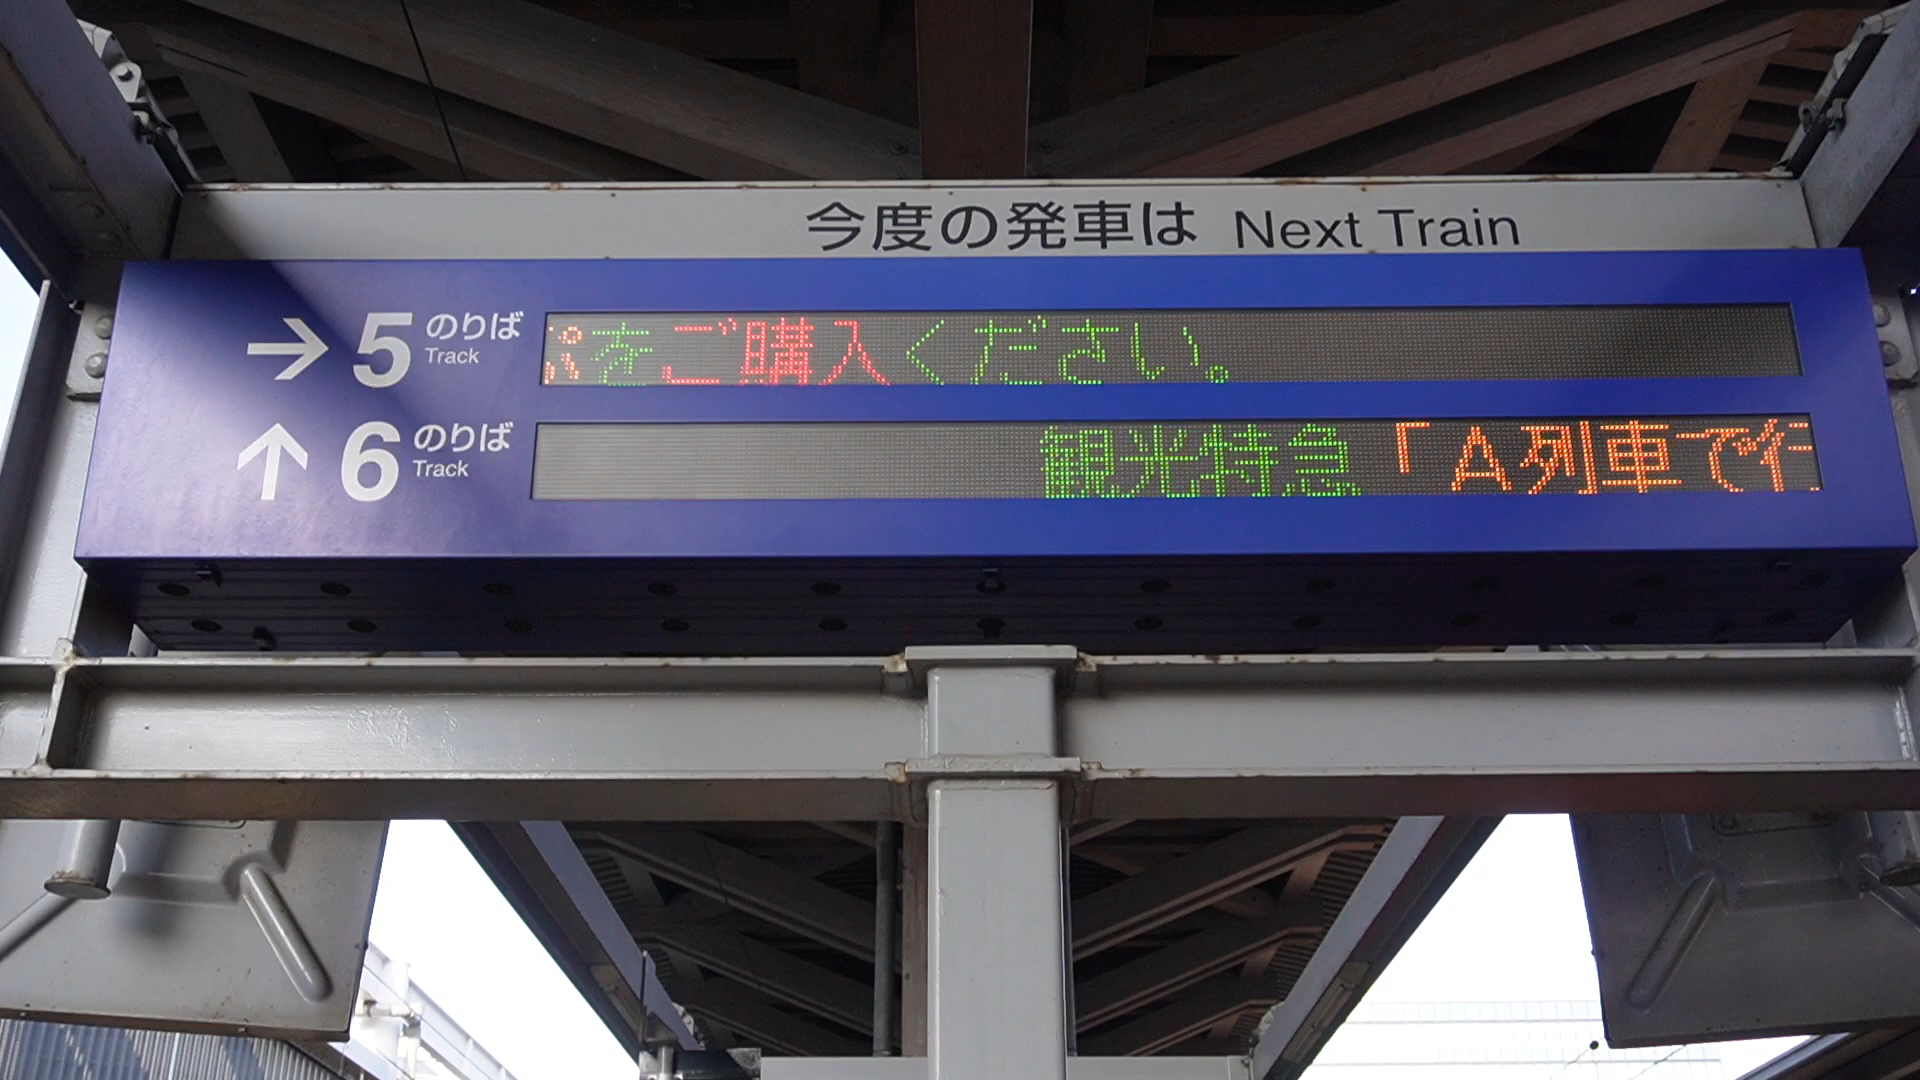 今度の発車は Next Train
→ 5 のりば Track をご購入ください。
↑ 6 のりば Track 観光特急「A列車で行